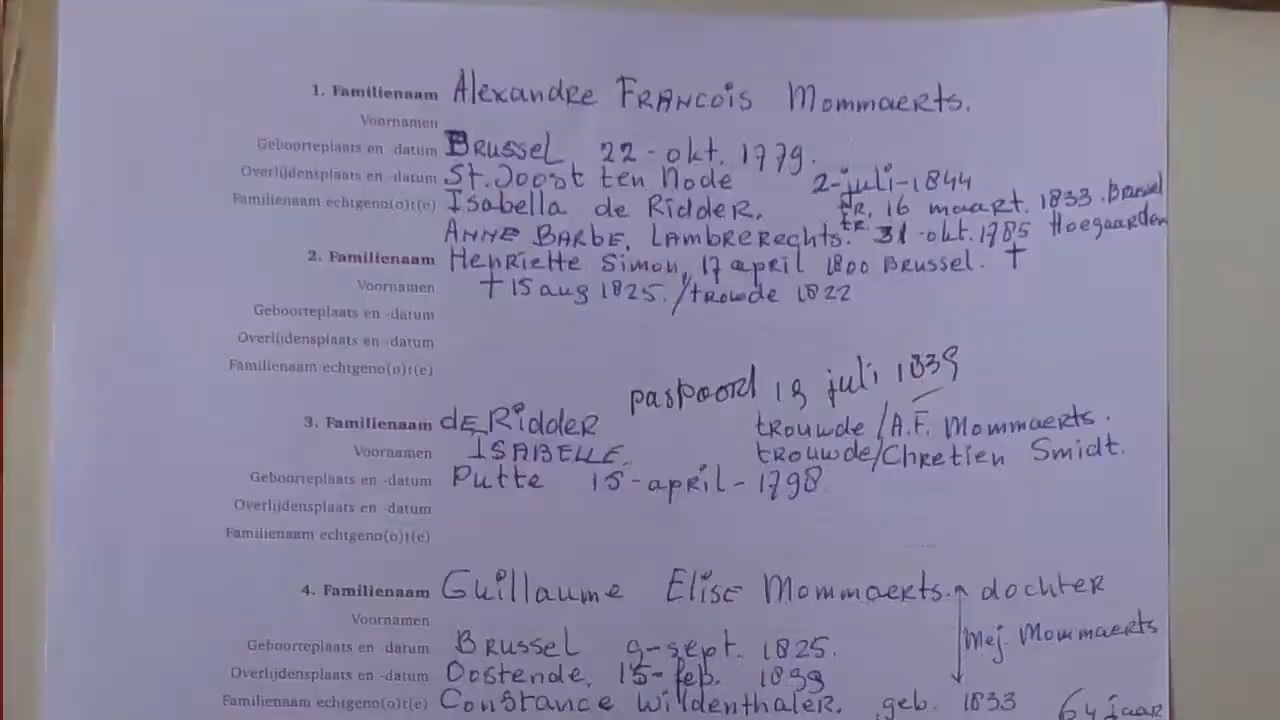 1. Familienaam Alexandre Francois Mommaerts.
Voornamen
Geboorteplaats en -datum Brussel 22-okt. 1779.
Overlijdensplaats en -datum St. Joost ten Node 2-juli-1844
Familienaam echtgeno(o)t(e) Isabella de Ridder. tr. 16 maart. 1833. Brussel
Anne Barbe. Lambrerechts. tr. 31-okt. 1785 Hoegaarden
2. Familienaam Henriette Simon, 17 april 1800 Brussel. †
Voornamen † 15 aug 1825. /trowde 1822
Geboorteplaats en -datum
Overlijdensplaats en -datum
Familienaam echtgeno(o)t(e)
paspoord 19 juli 1839
3. Familienaam de Ridder trouwde /A.F. Mommaerts.
Voornamen Isabelle. trouwde/Chretien Smidt.
Geboorteplaats en -datum Putte 15-april-1798
Overlijdensplaats en -datum
Familienaam echtgeno(o)t(e)
4. Familienaam Guillaume Elise Mommaerts. dochter
Voornamen Mej. Mommaerts
Geboorteplaats en -datum Brussel 9-sept. 1825.
Overlijdensplaats en -datum Oostende. 15-feb. 1899
Familienaam echtgeno(o)t(e) Constance Wildenthaler. geb. 1833 64 jaar